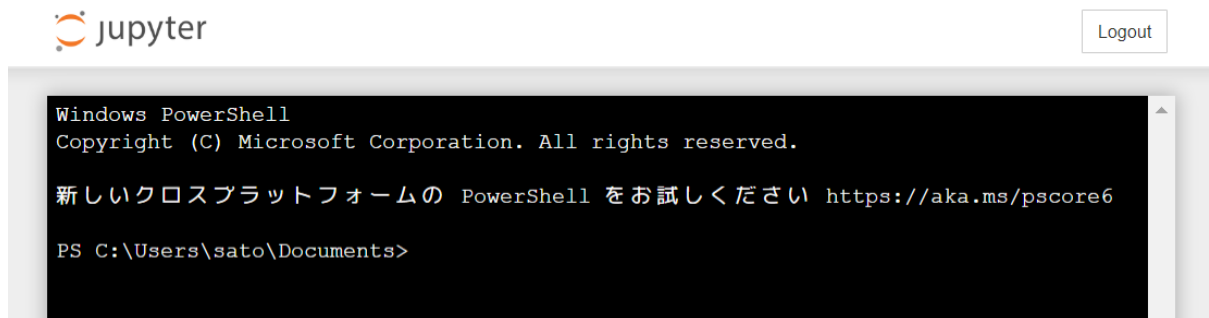 jupyter
Logout
Windows PowerShell
Copyright (C) Microsoft Corporation. All rights reserved.
新しいクロスプラットフォームの PowerShell をお試しください https://aka.ms/pscore6
PS C:\Users\sato\Documents>